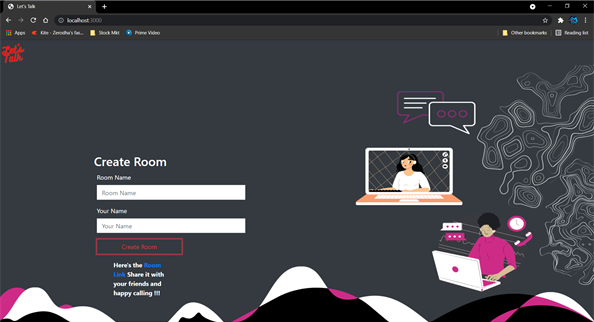 Let's Talk
localhost:3000
Apps
Kite - Zerodha's fas...
Stock Mkt
Prime Video
Other bookmarks
Reading list
Let's
Talk
Create Room
Room Name
Room Name
Your Name
Your Name
Create Room
Here's the Room
Link Share it with
your friends and
happy calling !!!